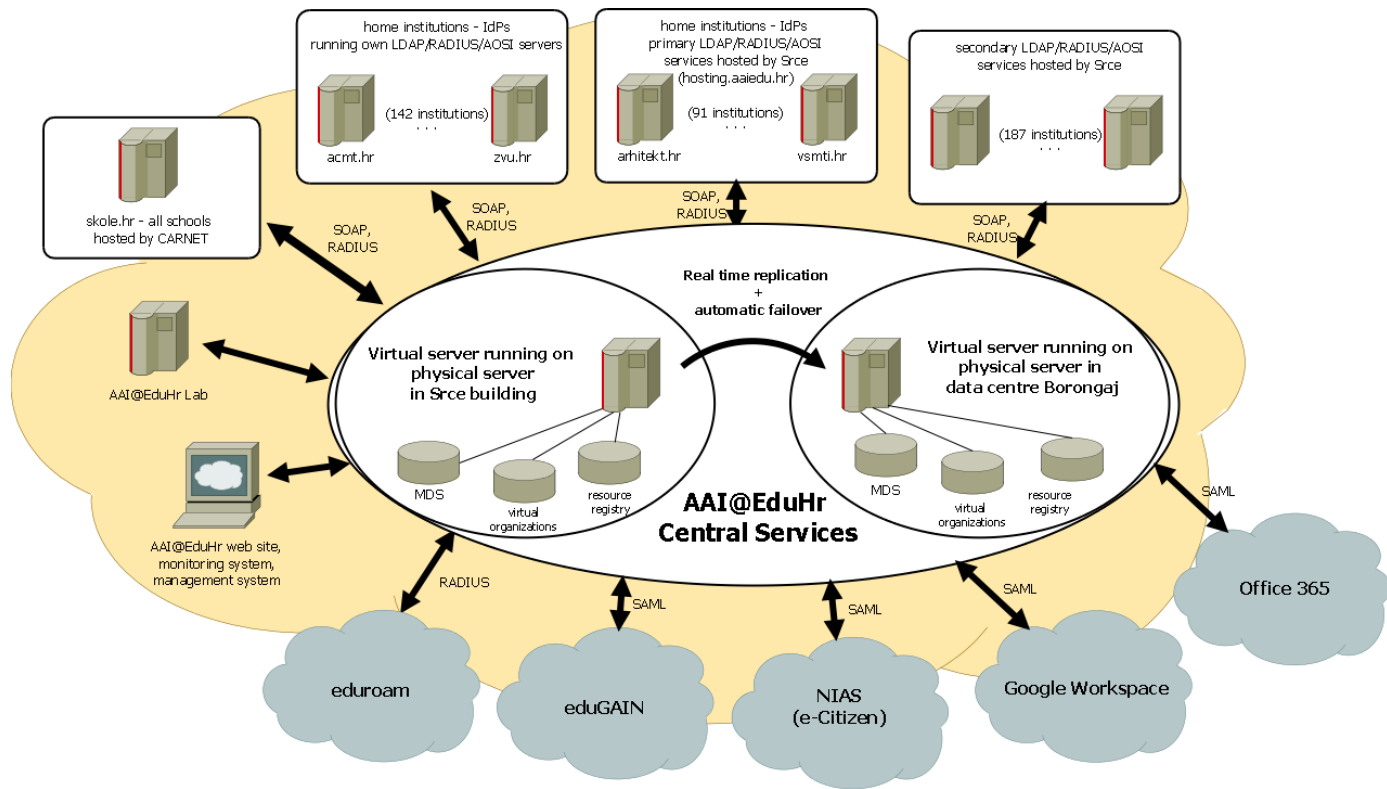 home institutions - IdPs
running own LDAP/RADIUS/AOSI servers
(142 institutions)
. . .
acmt.hr
zvu.hr
home institutions - IdPs
primary LDAP/RADIUS/AOSI
services hosted by Srce
(hosting.aaiedu.hr)
(91 institutions)
. . .
arhitekt.hr
vsmti.hr
secondary LDAP/RADIUS/AOSI
services hosted by Srce
(187 institutions)
. . .
skole.hr - all schools
hosted by CARNET
SOAP,
RADIUS
SOAP,
RADIUS
SOAP,
RADIUS
SOAP,
RADIUS
Real time replication
+
automatic failover
Virtual server running on
physical server
in Srce building
Virtual server running on
physical server in
data centre Borongaj
AAI@EduHr Lab
MDS
virtual
organizations
resource
registry
MDS
virtual
organizations
resource
registry
AAI@EduHr
Central Services
AAI@EduHr web site,
monitoring system,
management system
RADIUS
SAML
SAML
SAML
SAML
eduroam
eduGAIN
NIAS
(e-Citizen)
Google Workspace
Office 365